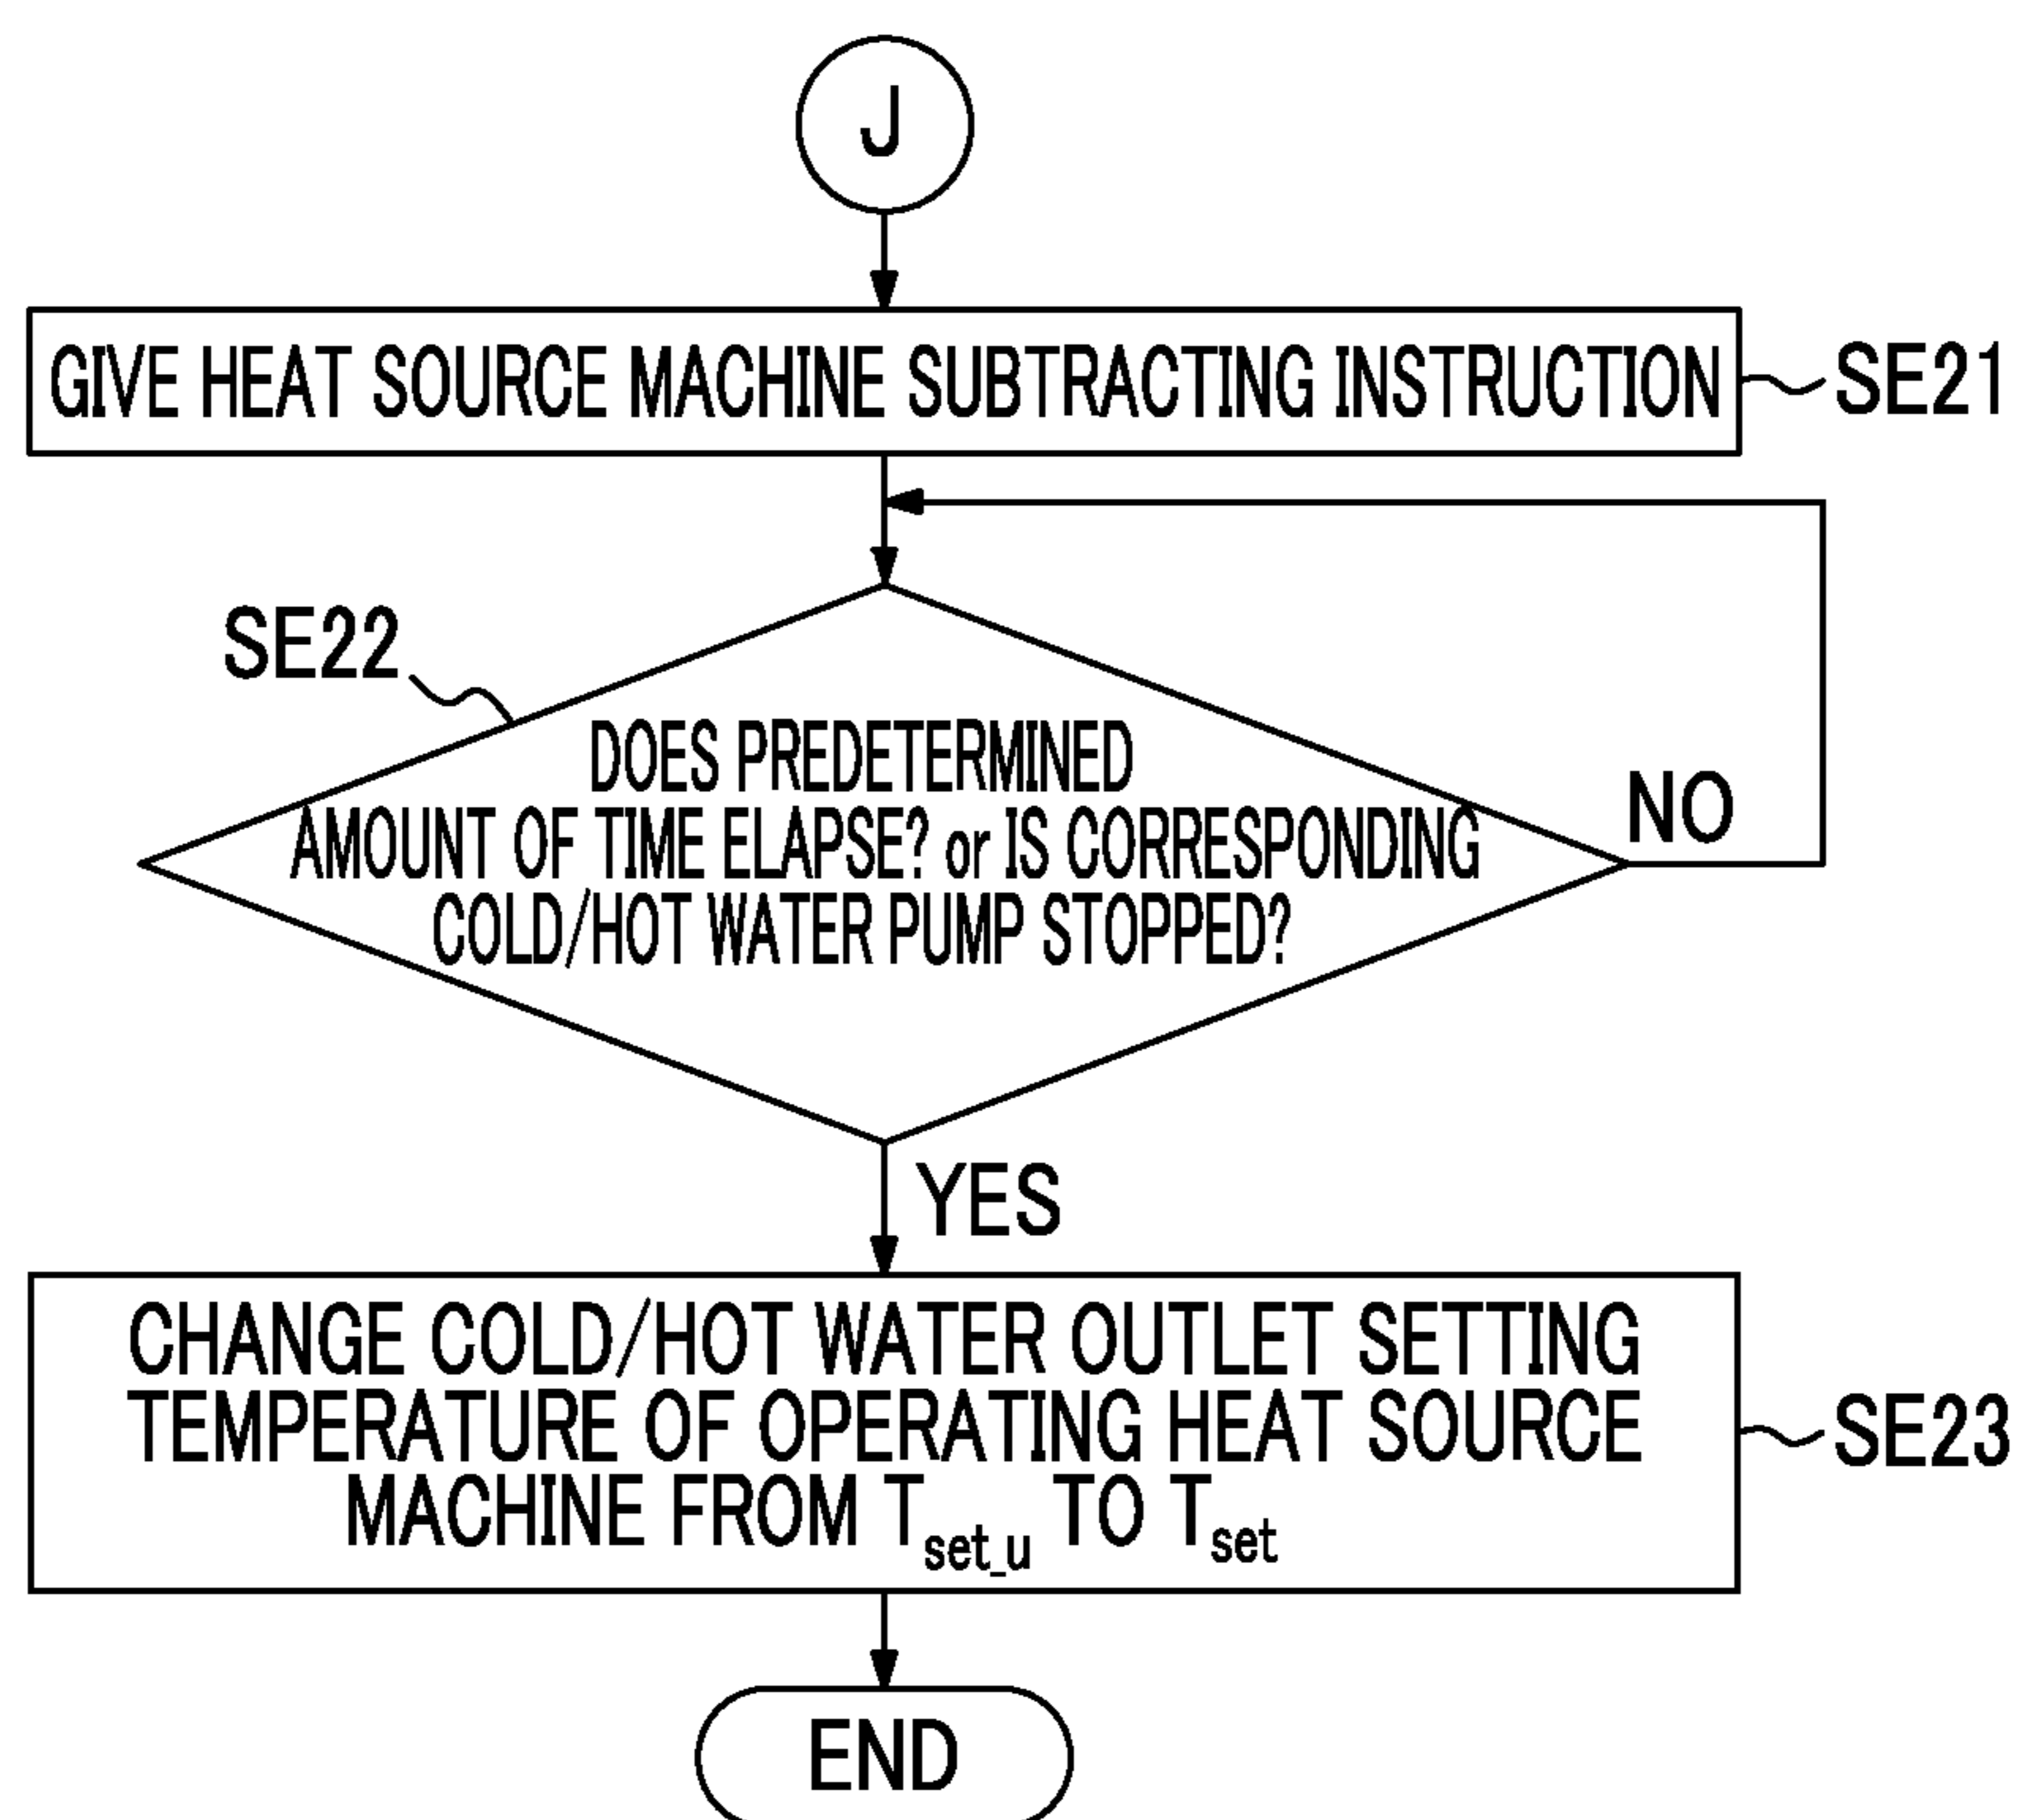 J
GIVE HEAT SOURCE MACHINE SUBTRACTING INSTRUCTION
SE21
SE22
DOES PREDETERMINED
AMOUNT OF TIME ELAPSE? or IS CORRESPONDING
COLD/HOT WATER PUMP STOPPED?
NO
YES
CHANGE COLD/HOT WATER OUTLET SETTING
TEMPERATURE OF OPERATING HEAT SOURCE
MACHINE FROM T_set_u TO T_set
SE23
END